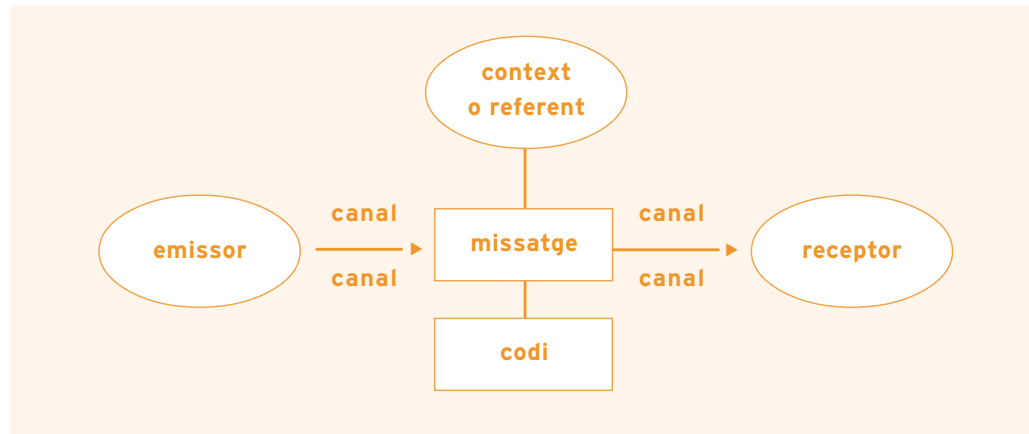 context
o referent
canal
canal
emissor
missatge
receptor
canal
canal
codi